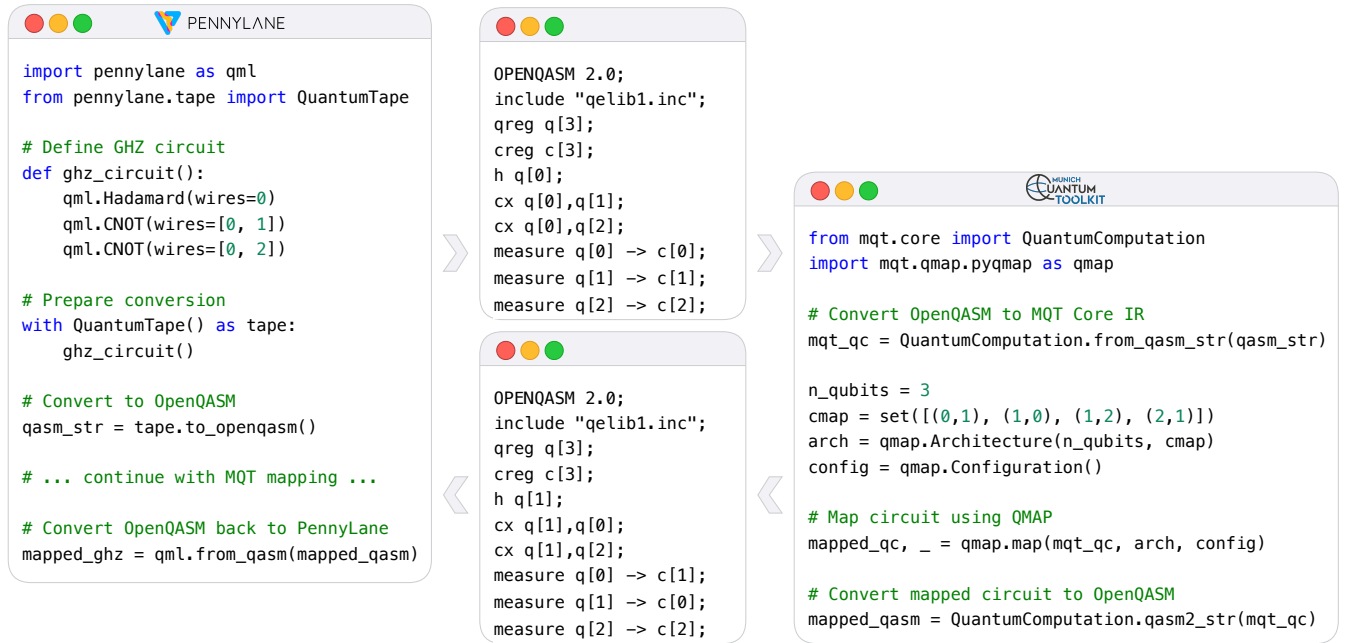 PENNYLANE
import pennylane as qml
from pennylane.tape import QuantumTape
# Define GHZ circuit
def ghz_circuit():
    qml.Hadamard(wires=0)
    qml.CNOT(wires=[0, 1])
    qml.CNOT(wires=[0, 2])
# Prepare conversion
with QuantumTape() as tape:
    ghz_circuit()
# Convert to OpenQASM
qasm_str = tape.to_openqasm()
# ... continue with MQT mapping ...
# Convert OpenQASM back to PennyLane
mapped_ghz = qml.from_qasm(mapped_qasm)
OPENQASM 2.0;
include "qelib1.inc";
qreg q[3];
creg c[3];
h q[0];
cx q[0],q[1];
cx q[0],q[2];
measure q[0] -> c[0];
measure q[1] -> c[1];
measure q[2] -> c[2];
MUNICH
QUANTUM
TOOLKIT
from mqt.core import QuantumComputation
import mqt.qmap.pyqmap as qmap
# Convert OpenQASM to MQT Core IR
mqt_qc = QuantumComputation.from_qasm_str(qasm_str)
n_qubits = 3
cmap = set([(0,1), (1,0), (1,2), (2,1)])
arch = qmap.Architecture(n_qubits, cmap)
config = qmap.Configuration()
# Map circuit using QMAP
mapped_qc, _ = qmap.map(mqt_qc, arch, config)
# Convert mapped circuit to OpenQASM
mapped_qasm = QuantumComputation.qasm2_str(mqt_qc)
OPENQASM 2.0;
include "qelib1.inc";
qreg q[3];
creg c[3];
h q[1];
cx q[1],q[0];
cx q[1],q[2];
measure q[0] -> c[1];
measure q[1] -> c[0];
measure q[2] -> c[2];